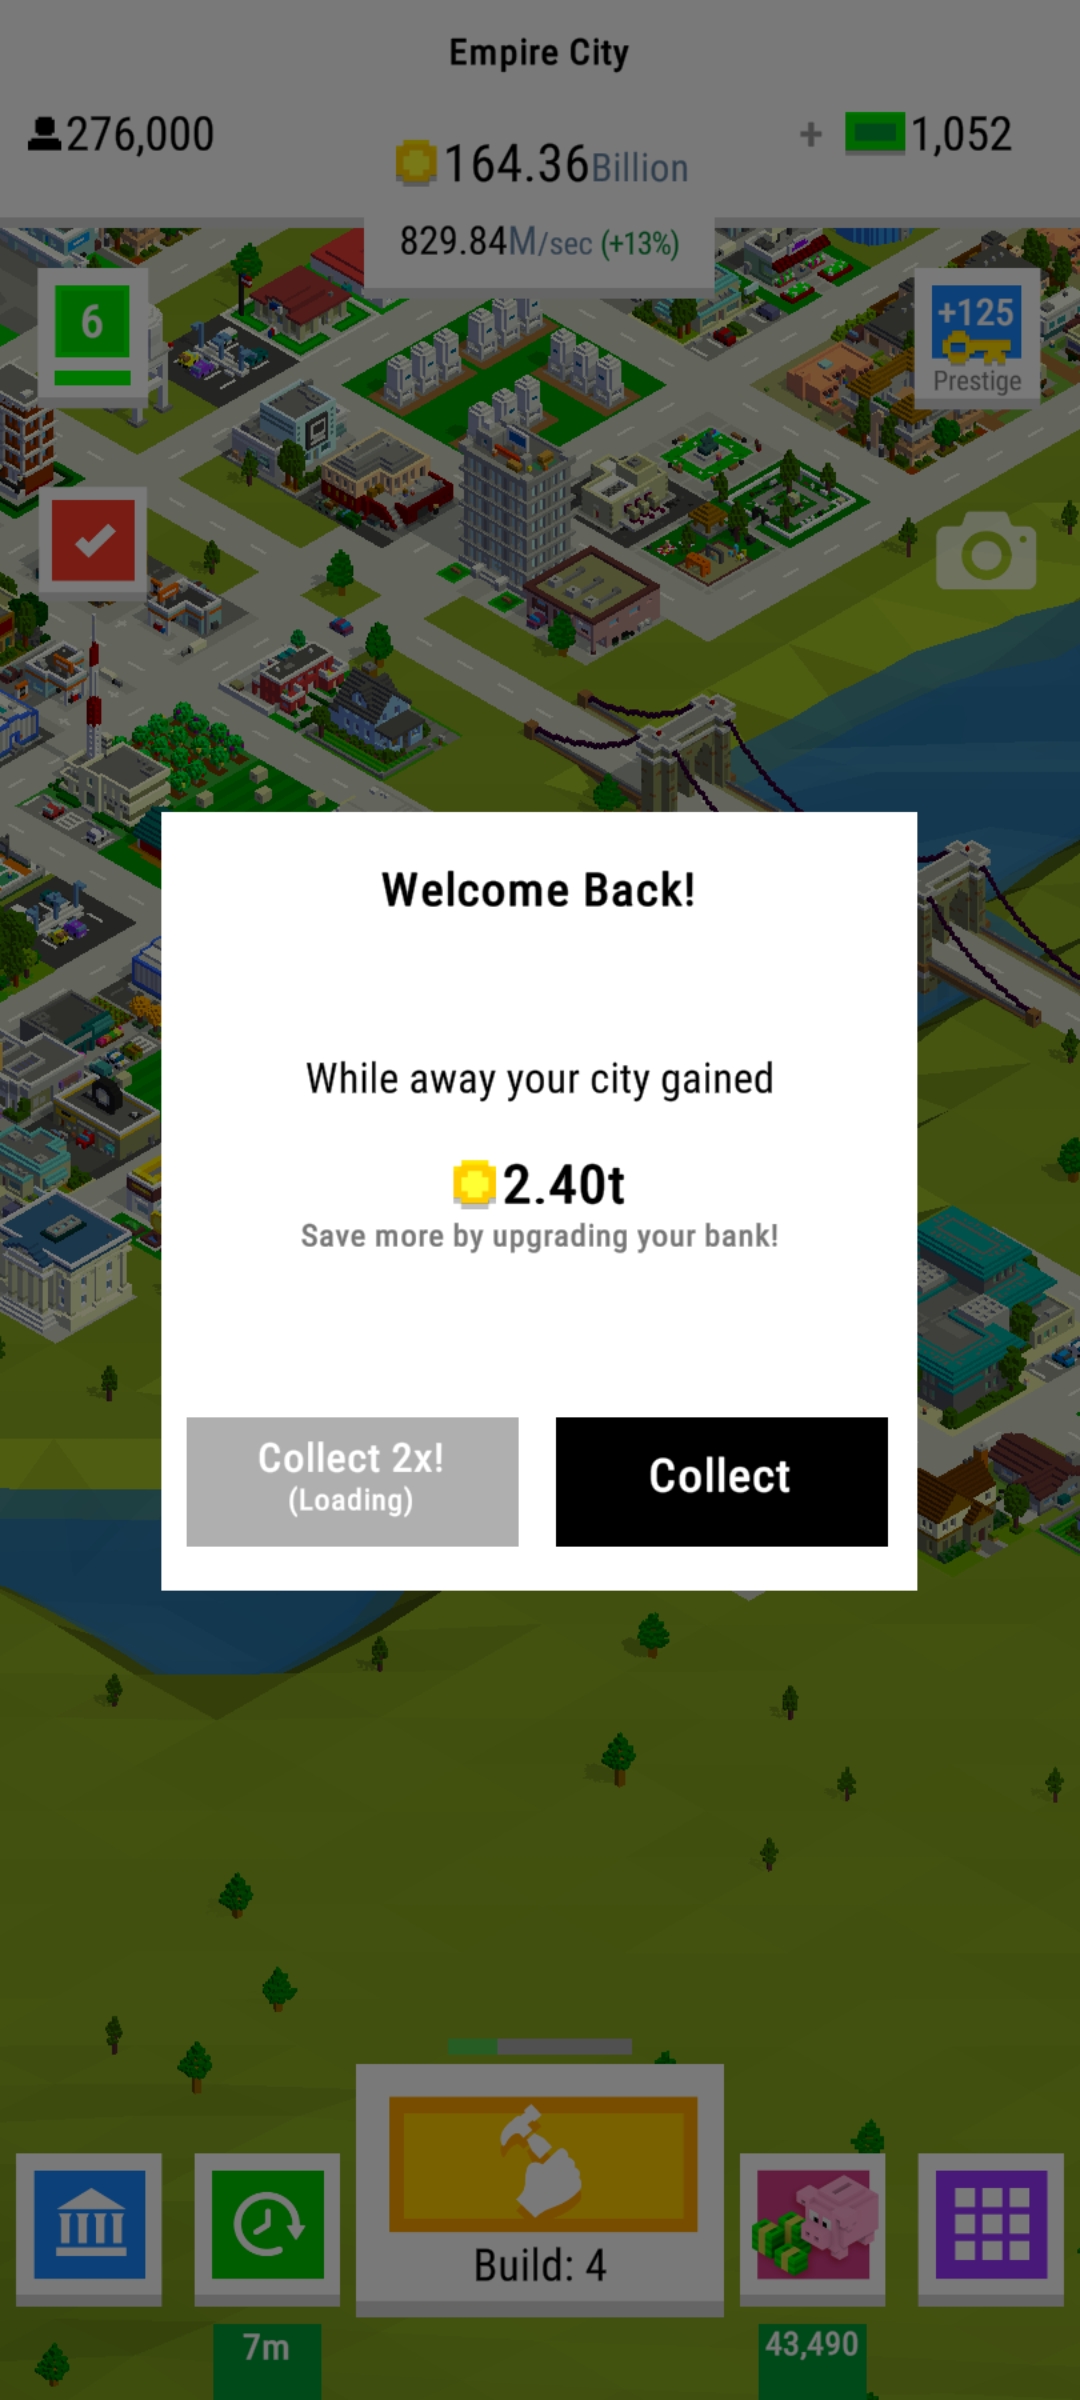 Empire City
276,000
164.36Billion
+ 1,052
829.84M/sec (+13%)
6
+125
Prestige
Welcome Back!
While away your city gained
2.40t
Save more by upgrading your bank!
Collect 2x!
(Loading)
Collect
Build: 4
7m
43,490